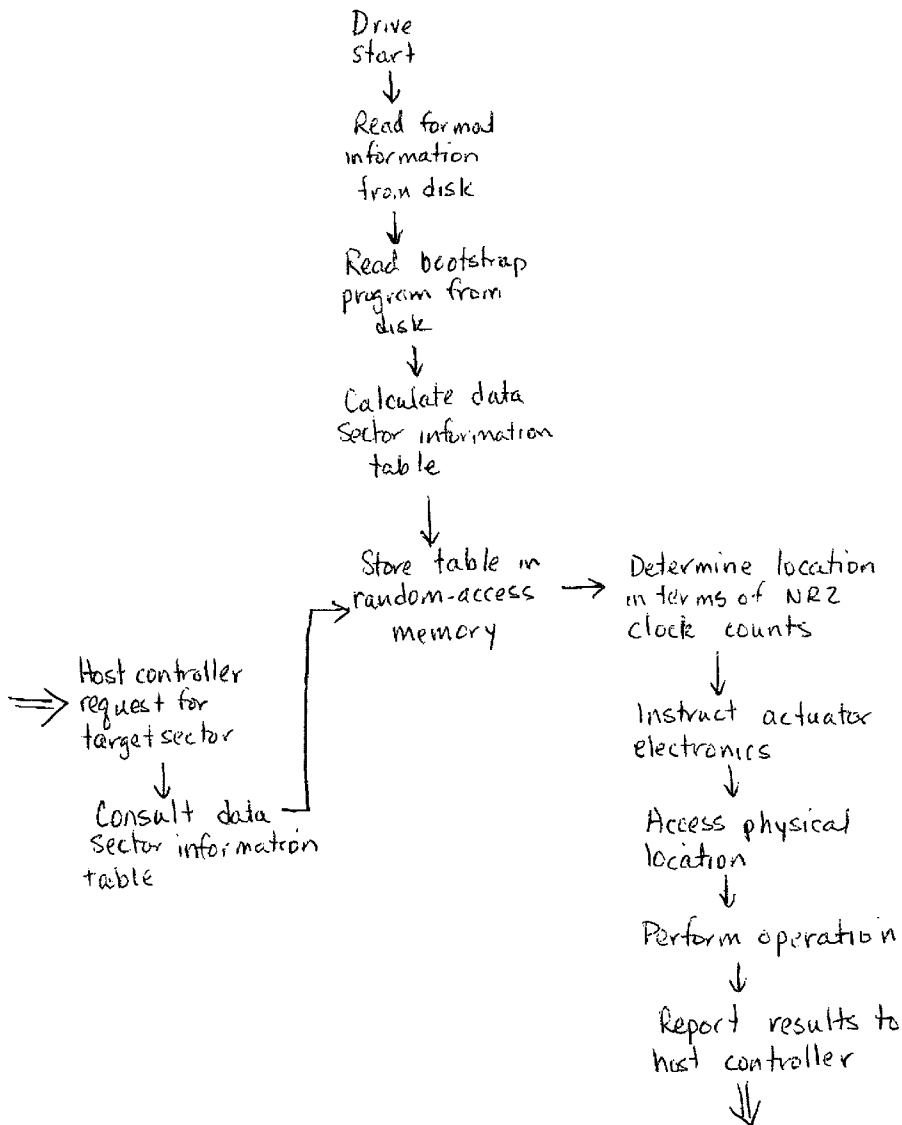 Drive
start
Read format
information
from disk
Read bootstrap
program from
disk
Calculate data
sector information
table
Store table in
random-access
memory
Host controller
request for
target sector
Consult data
sector information
table
Determine location
in terms of NRZ
clock counts
Instruct actuator
electronics
Access physical
location
Perform operation
Report results to
host controller